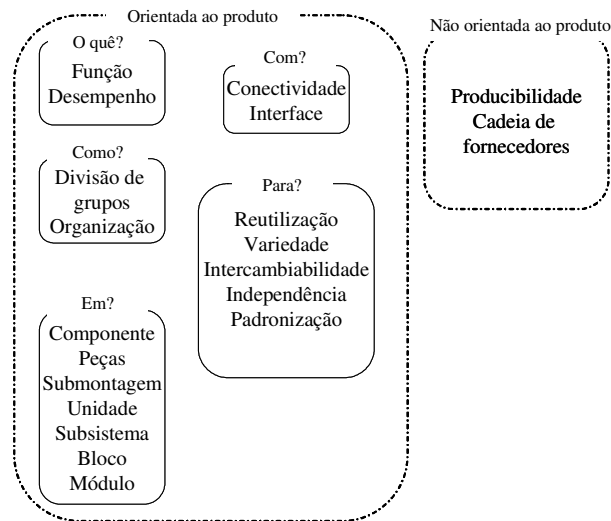 Orientada ao produto
O quê?
Função
Desempenho
Como?
Divisão de
grupos
Organização
Em?
Componente
Peças
Submontagem
Unidade
Subsistema
Bloco
Módulo
Com?
Conectividade
Interface
Para?
Reutilização
Variedade
Intercambiabilidade
Independência
Padronização
Não orientada ao produto
Producibilidade
Cadeia de
fornecedores